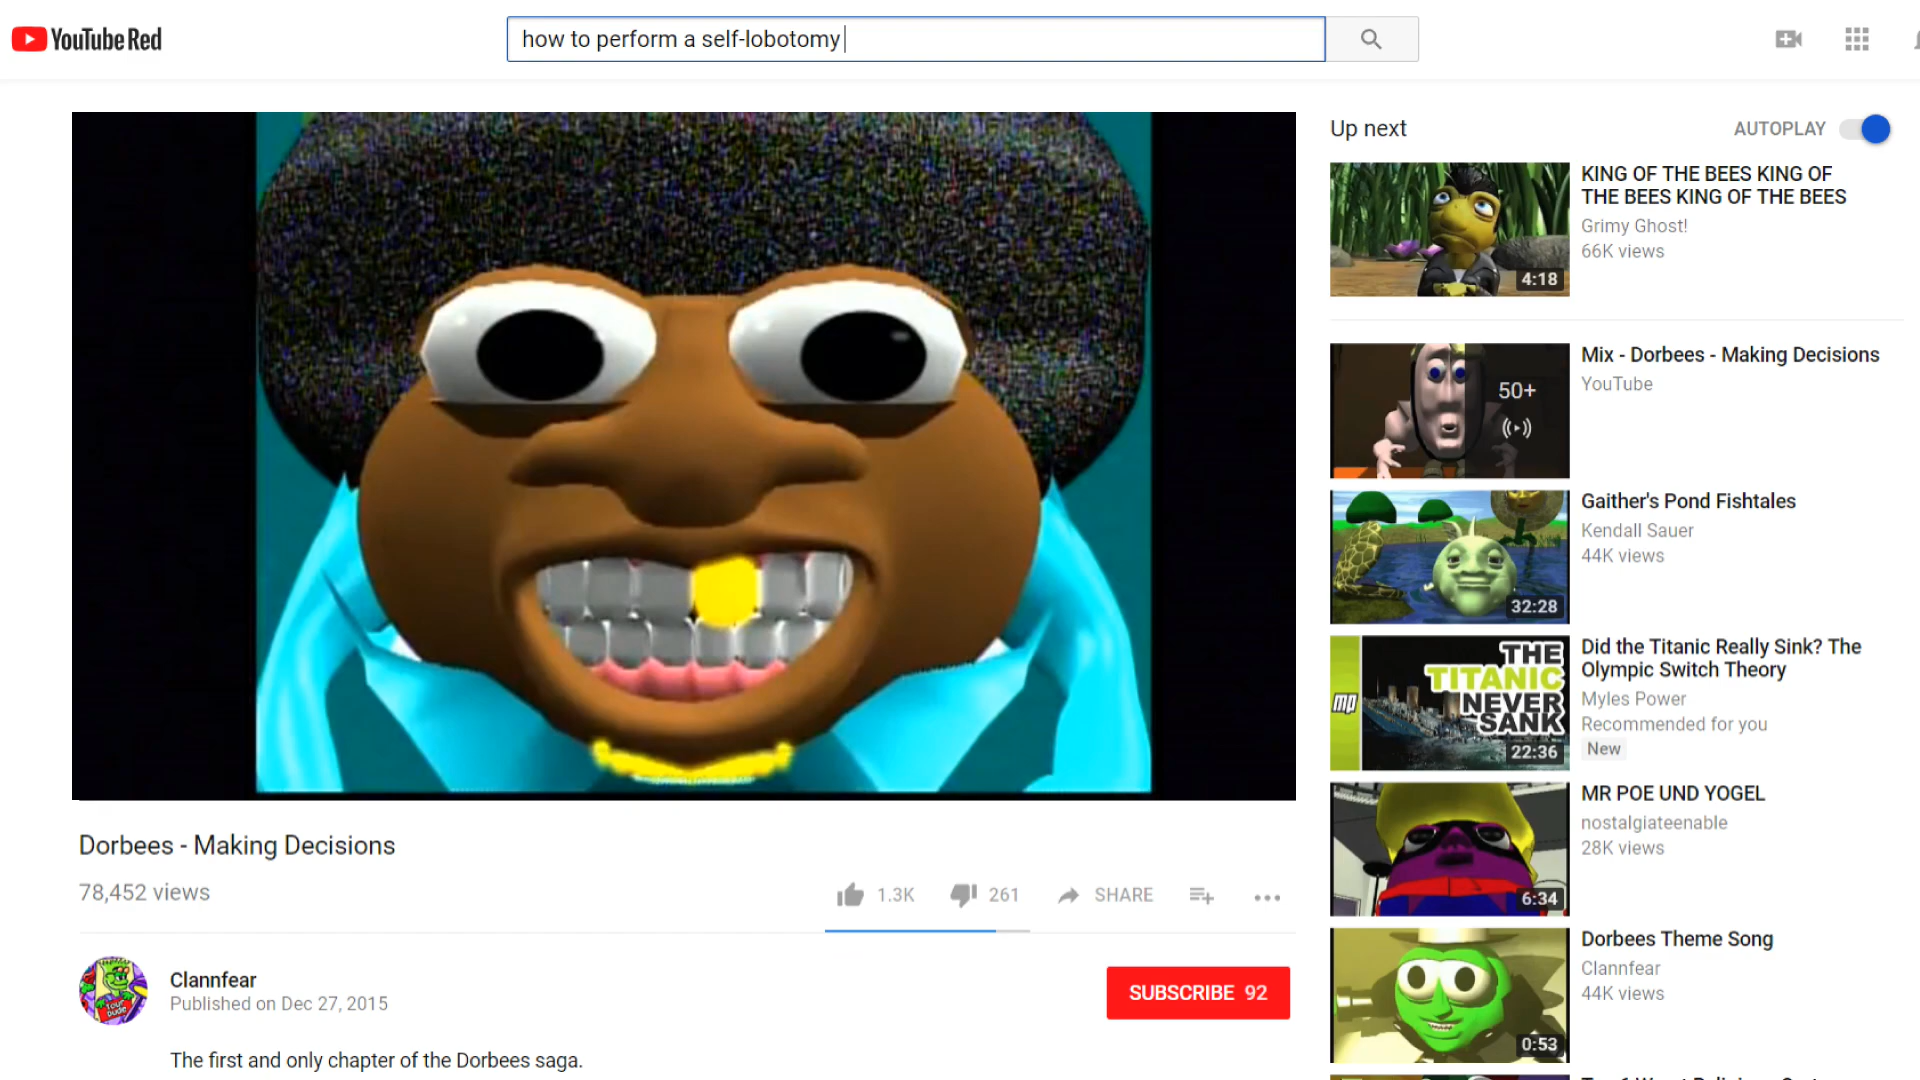 YouTube Red
how to perform a self-lobotomy
Up next
AUTOPLAY
KING OF THE BEES KING OF
THE BEES KING OF THE BEES
Grimy Ghost!
66K views
4:18
Mix - Dorbees - Making Decisions
YouTube
50+
Gaither's Pond Fishtales
Kendall Sauer
44K views
32:28
Did the Titanic Really Sink? The
Olympic Switch Theory
Myles Power
Recommended for you
New
THE
TITANIC
NEVER
SANK
mp
22:36
MR POE UND YOGEL
nostalgiateenable
28K views
6:34
Dorbees Theme Song
Clannfear
44K views
0:53
Dorbees - Making Decisions
78,452 views
1.3K
261
SHARE
Clannfear
Published on Dec 27, 2015
SUBSCRIBE 92
The first and only chapter of the Dorbees saga.